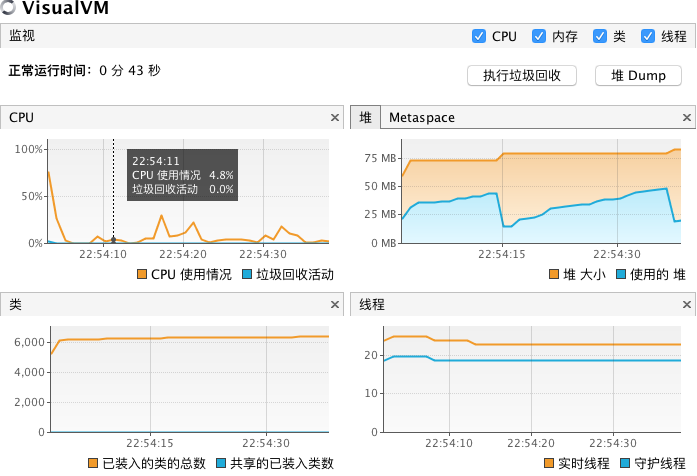 VisualVM
监视
CPU 内存 类 线程
正常运行时间: 0 分 43 秒
执行垃圾回收 堆 Dump
CPU ×
100%
50%
0%
22:54:11
CPU 使用情况 4.8%
垃圾回收活动 0.0%
22:54:10 22:54:20 22:54:30
CPU 使用情况 垃圾回收活动
堆 Metaspace ×
75 MB
50 MB
25 MB
0 MB
22:54:15 22:54:30
堆 大小 使用的 堆
类 ×
6,000
4,000
2,000
0
22:54:15 22:54:30
已装入的类的总数 共享的已装入类数
线程 ×
20
10
0
22:54:10 22:54:20 22:54:30
实时线程 守护线程